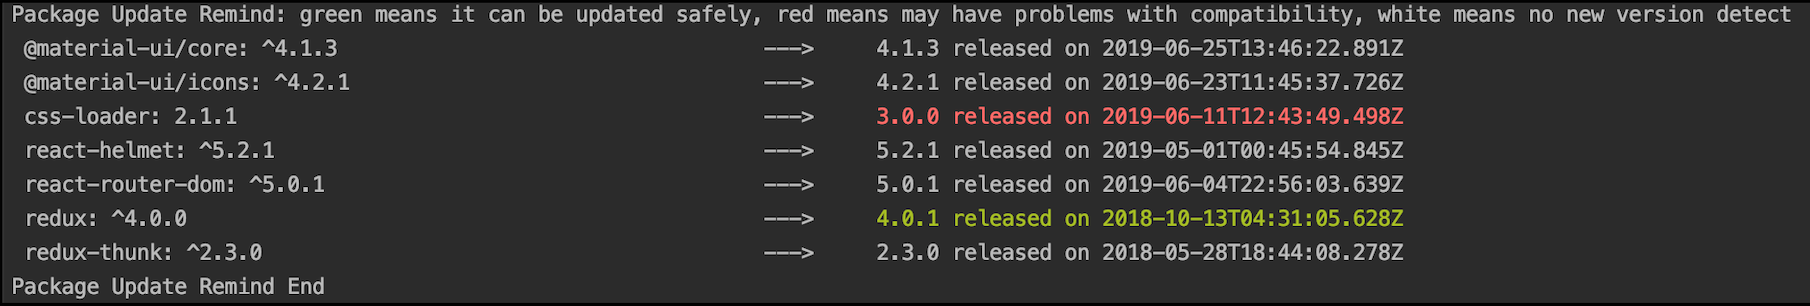 Package Update Remind: green means it can be updated safely, red means may have problems with compatibility, white means no new version detect
@material-ui/core: ^4.1.3 ---> 4.1.3 released on 2019-06-25T13:46:22.891Z
@material-ui/icons: ^4.2.1 ---> 4.2.1 released on 2019-06-23T11:45:37.726Z
css-loader: 2.1.1 ---> 3.0.0 released on 2019-06-11T12:43:49.498Z
react-helmet: ^5.2.1 ---> 5.2.1 released on 2019-05-01T00:45:54.845Z
react-router-dom: ^5.0.1 ---> 5.0.1 released on 2019-06-04T22:56:03.639Z
redux: ^4.0.0 ---> 4.0.1 released on 2018-10-13T04:31:05.628Z
redux-thunk: ^2.3.0 ---> 2.3.0 released on 2018-05-28T18:44:08.278Z
Package Update Remind End